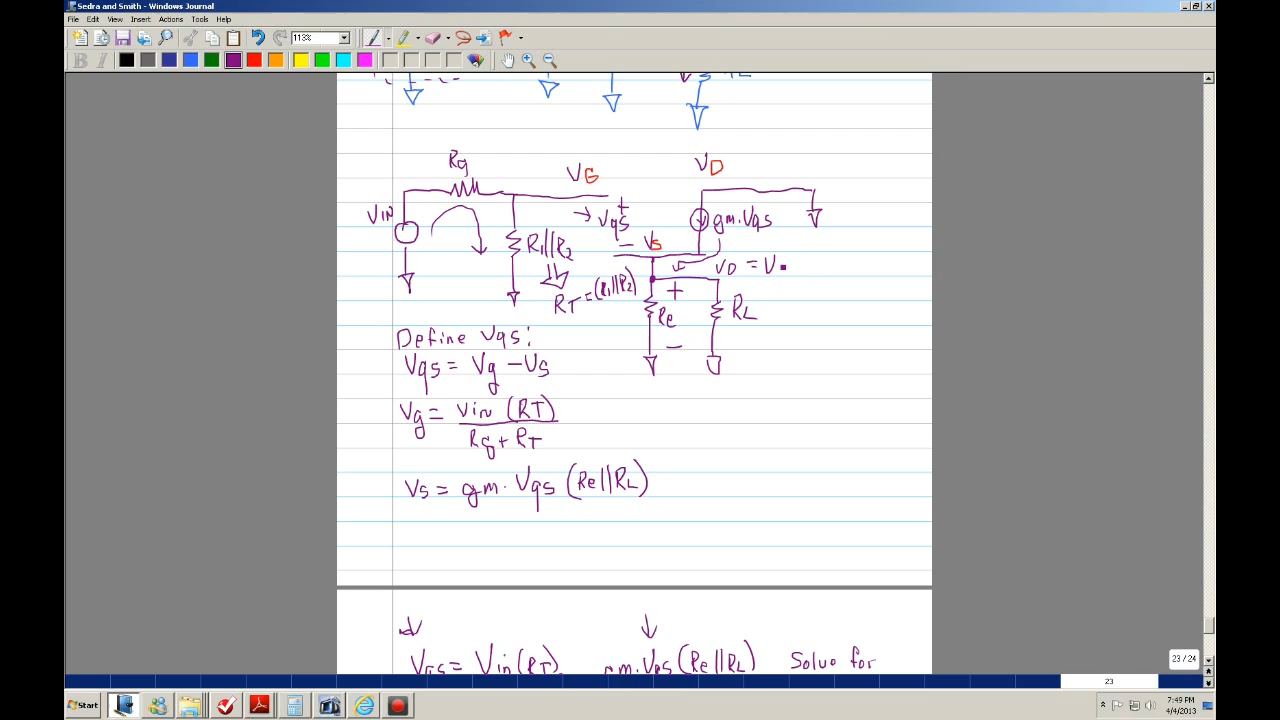 Sedra and Smith - Windows Journal
File Edit View Insert Actions Tools Help
113%
B I
Rg
VG
VD
VIN
+
Vgs
gm.Vgs
- Vs
R1||R2
VD = V
RT=(R1||R2)
+
Re
RL
-
Define Vgs:
Vgs = Vg - Vs
Vg = Vin (RT)
Rg + RT
Vs = gm. Vgs (Re||RL)
VGS = Vin(RT)
gm.Vgs (Re||RL) Solve for
23 / 24
23
Start
7:49 PM
4/4/2013